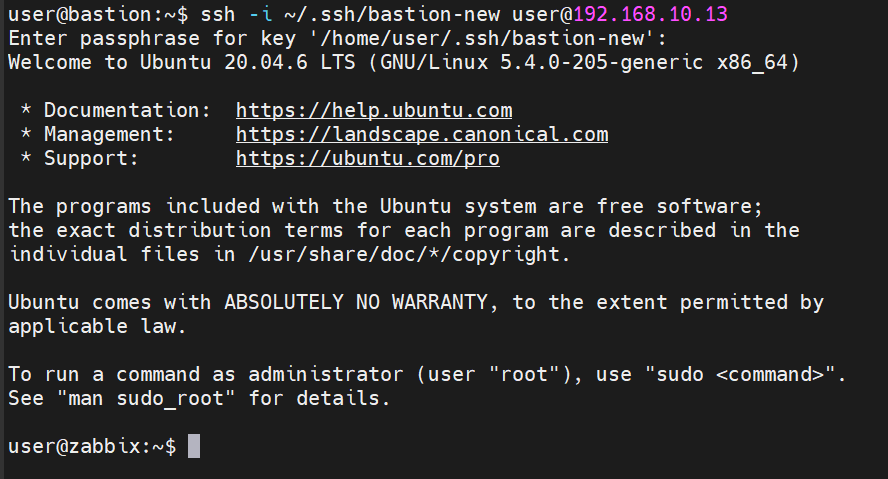 user@bastion:~$ ssh -i ~/.ssh/bastion-new user@192.168.10.13
Enter passphrase for key '/home/user/.ssh/bastion-new':
Welcome to Ubuntu 20.04.6 LTS (GNU/Linux 5.4.0-205-generic x86_64)

 * Documentation:  https://help.ubuntu.com
 * Management:     https://landscape.canonical.com
 * Support:        https://ubuntu.com/pro

The programs included with the Ubuntu system are free software;
the exact distribution terms for each program are described in the
individual files in /usr/share/doc/*/copyright.

Ubuntu comes with ABSOLUTELY NO WARRANTY, to the extent permitted by
applicable law.

To run a command as administrator (user "root"), use "sudo <command>".
See "man sudo_root" for details.

user@zabbix:~$